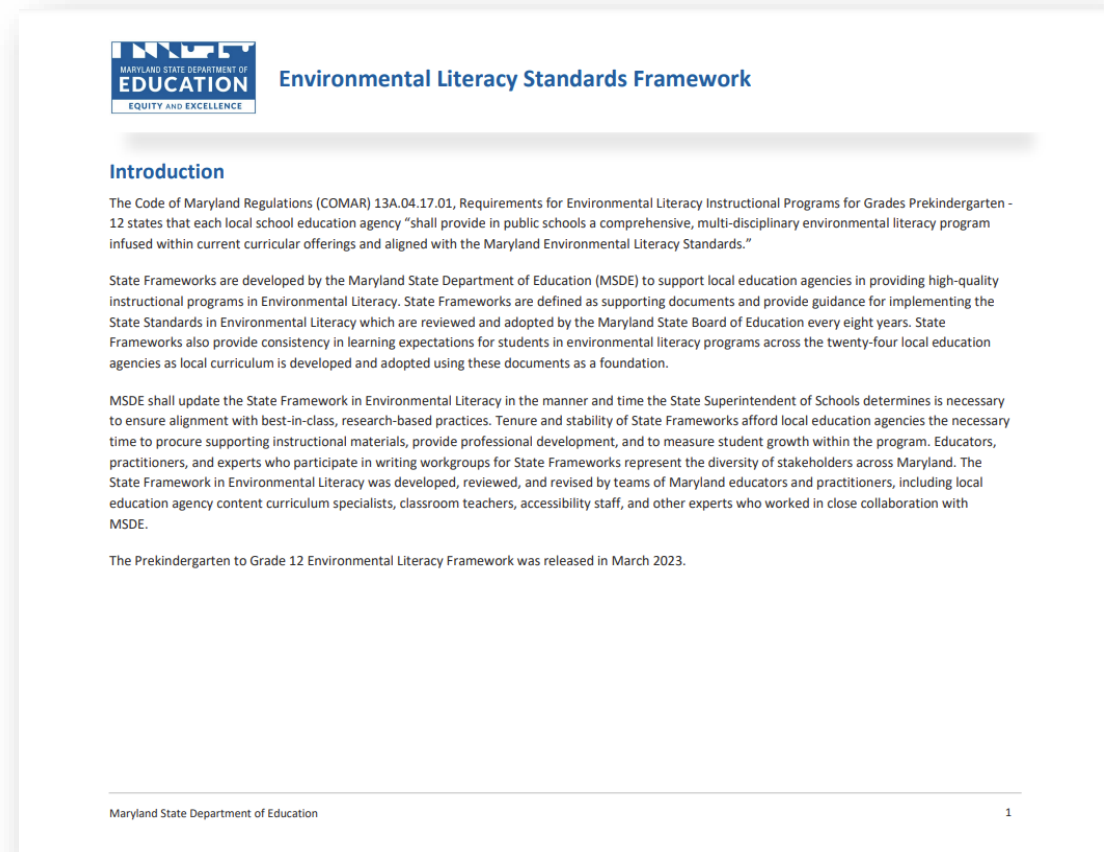 MARYLAND STATE DEPARTMENT OF
EDUCATION
EQUITY AND EXCELLENCE
Environmental Literacy Standards Framework
Introduction
The Code of Maryland Regulations (COMAR) 13A.04.17.01, Requirements for Environmental Literacy Instructional Programs for Grades Prekindergarten -
12 states that each local school education agency “shall provide in public schools a comprehensive, multi-disciplinary environmental literacy program
infused within current curricular offerings and aligned with the Maryland Environmental Literacy Standards.”
State Frameworks are developed by the Maryland State Department of Education (MSDE) to support local education agencies in providing high-quality
instructional programs in Environmental Literacy. State Frameworks are defined as supporting documents and provide guidance for implementing the
State Standards in Environmental Literacy which are reviewed and adopted by the Maryland State Board of Education every eight years. State
Frameworks also provide consistency in learning expectations for students in environmental literacy programs across the twenty-four local education
agencies as local curriculum is developed and adopted using these documents as a foundation.
MSDE shall update the State Framework in Environmental Literacy in the manner and time the State Superintendent of Schools determines is necessary
to ensure alignment with best-in-class, research-based practices. Tenure and stability of State Frameworks afford local education agencies the necessary
time to procure supporting instructional materials, provide professional development, and to measure student growth within the program. Educators,
practitioners, and experts who participate in writing workgroups for State Frameworks represent the diversity of stakeholders across Maryland. The
State Framework in Environmental Literacy was developed, reviewed, and revised by teams of Maryland educators and practitioners, including local
education agency content curriculum specialists, classroom teachers, accessibility staff, and other experts who worked in close collaboration with
MSDE.
The Prekindergarten to Grade 12 Environmental Literacy Framework was released in March 2023.
Maryland State Department of Education
1